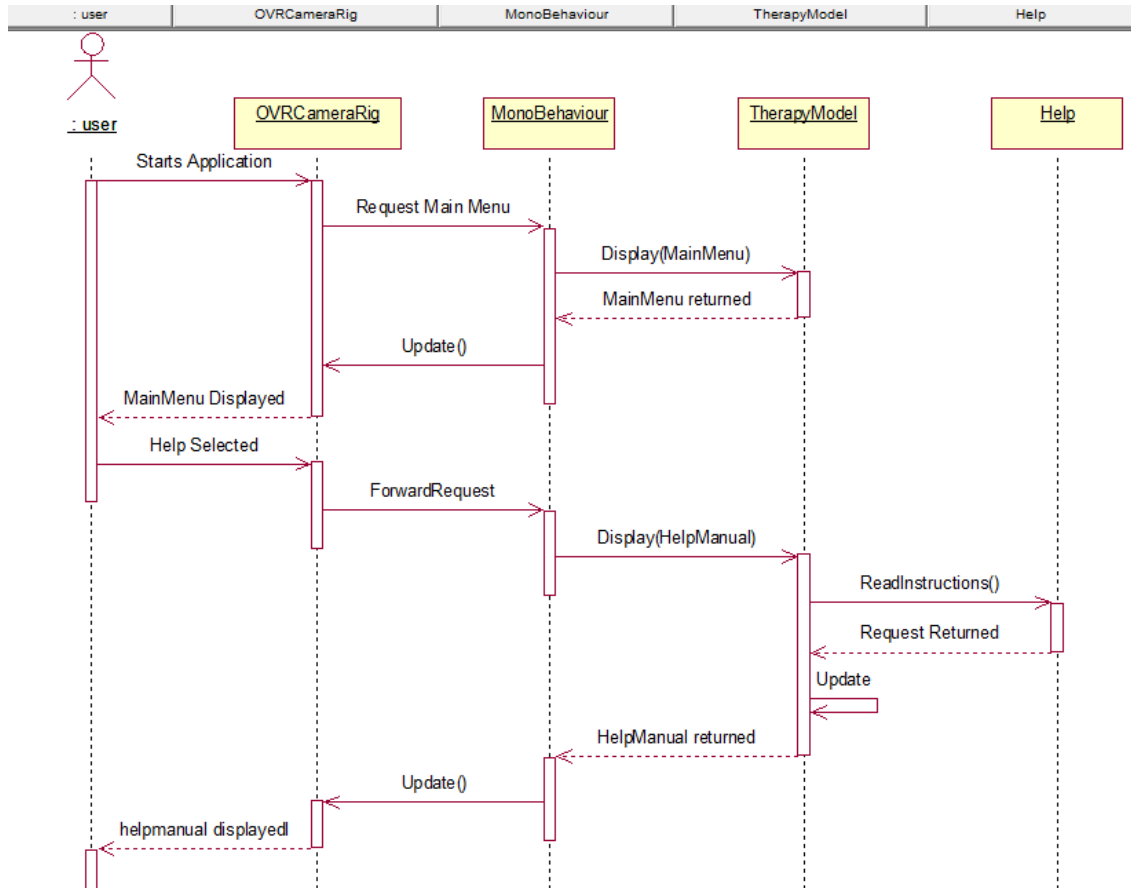 : user
OVRCameraRig
MonoBehaviour
TherapyModel
Help
: user
OVRCameraRig
MonoBehaviour
TherapyModel
Help
Starts Application
Request Main Menu
Display(MainMenu)
MainMenu returned
Update()
MainMenu Displayed
Help Selected
ForwardRequest
Display(HelpManual)
ReadInstructions()
Request Returned
Update
HelpManual returned
Update()
helpmanual displayedl